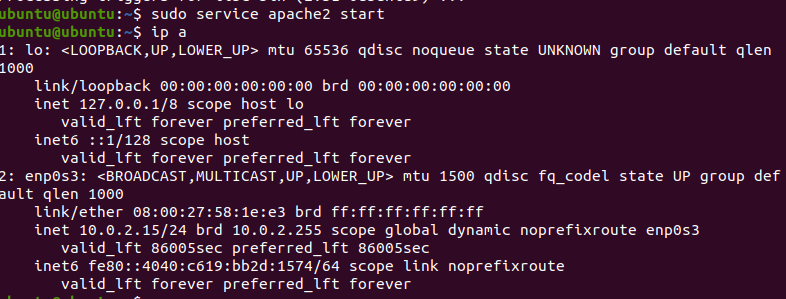 ubuntu@ubuntu:~$ sudo service apache2 start
ubuntu@ubuntu:~$ ip a
1: lo: <LOOPBACK,UP,LOWER_UP> mtu 65536 qdisc noqueue state UNKNOWN group default qlen
1000
    link/loopback 00:00:00:00:00:00 brd 00:00:00:00:00:00
    inet 127.0.0.1/8 scope host lo
       valid_lft forever preferred_lft forever
    inet6 ::1/128 scope host
       valid_lft forever preferred_lft forever
2: enp0s3: <BROADCAST,MULTICAST,UP,LOWER_UP> mtu 1500 qdisc fq_codel state UP group def
ault qlen 1000
    link/ether 08:00:27:58:1e:e3 brd ff:ff:ff:ff:ff:ff
    inet 10.0.2.15/24 brd 10.0.2.255 scope global dynamic noprefixroute enp0s3
       valid_lft 86005sec preferred_lft 86005sec
    inet6 fe80::4040:c619:bb2d:1574/64 scope link noprefixroute
       valid_lft forever preferred_lft forever